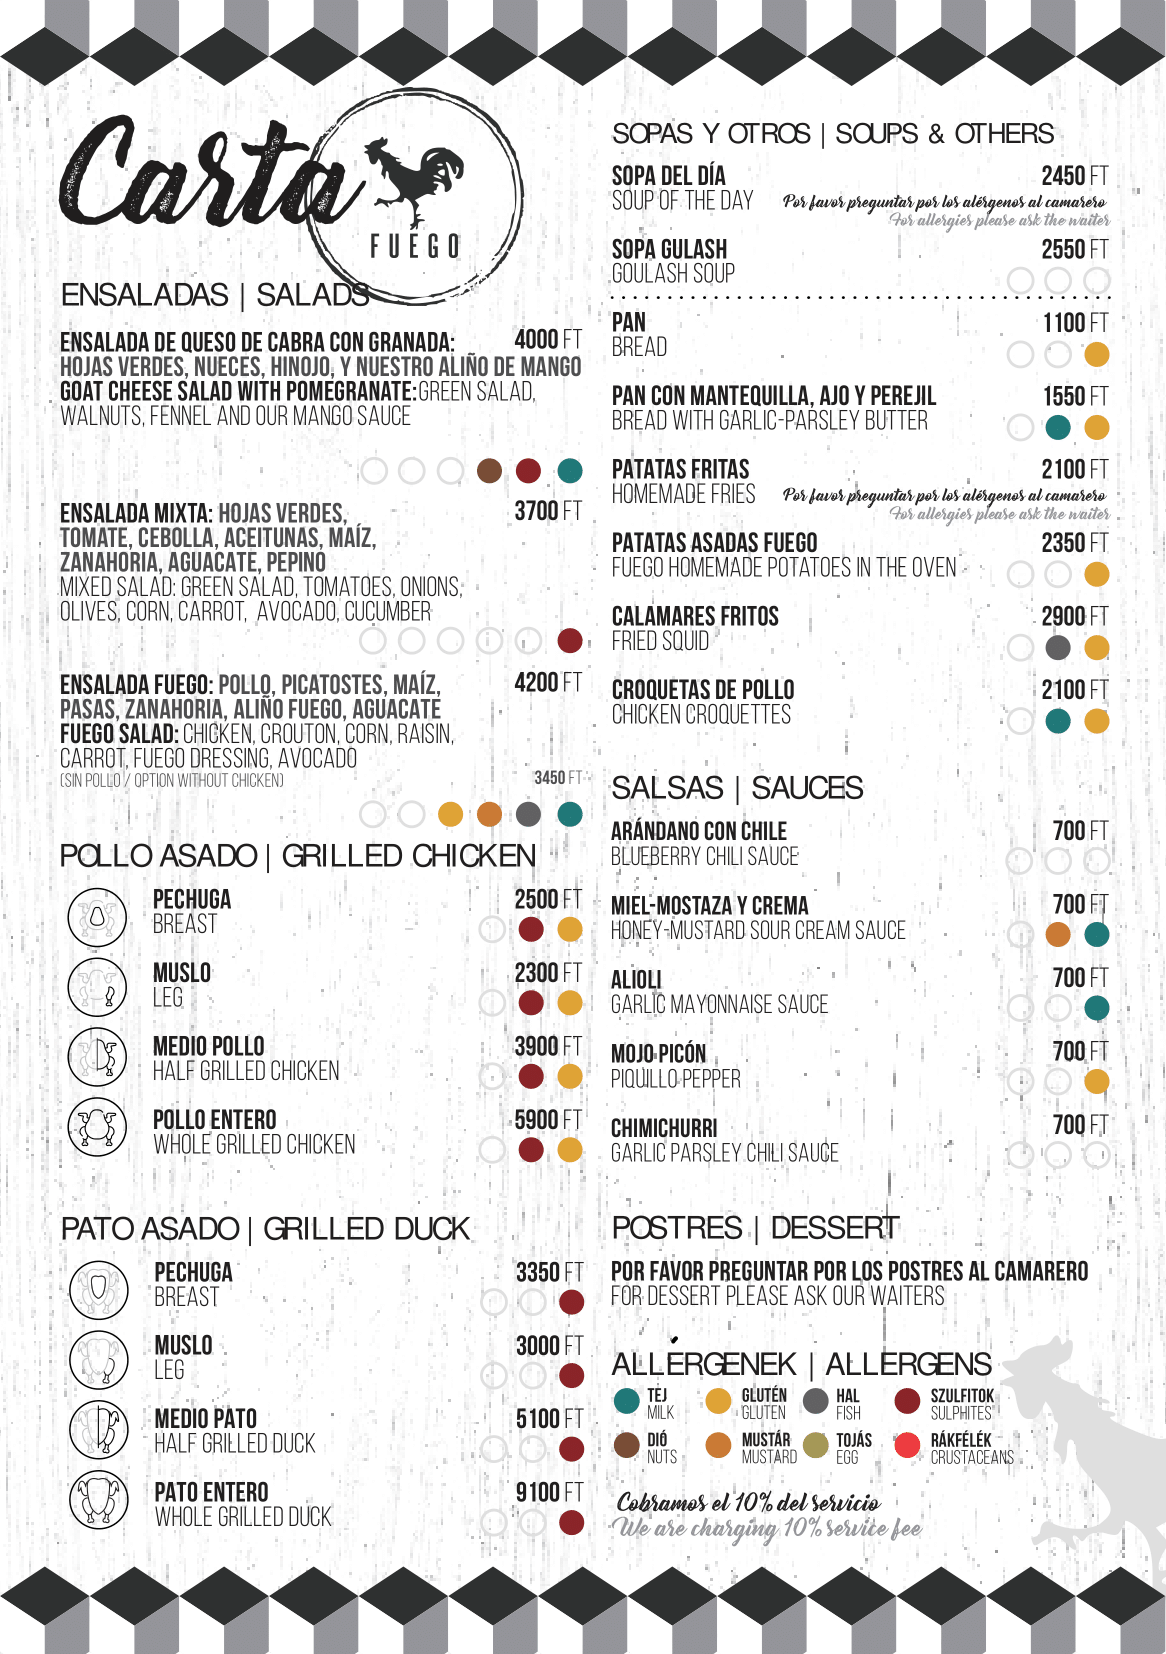 Carta
FUEGO
ENSALADAS | SALADS
ENSALADA DE QUESO DE CABRA CON GRANADA: 4000 FT
HOJAS VERDES, NUECES, HINOJO, Y NUESTRO ALIÑO DE MANGO
GOAT CHEESE SALAD WITH POMEGRANATE: GREEN SALAD,
WALNUTS, FENNEL AND OUR MANGO SAUCE
ENSALADA MIXTA: HOJAS VERDES, 3700 FT
TOMATE, CEBOLLA, ACEITUNAS, MAÍZ,
ZANAHORIA, AGUACATE, PEPINO
MIXED SALAD: GREEN SALAD, TOMATOES, ONIONS,
OLIVES, CORN, CARROT, AVOCADO, CUCUMBER
ENSALADA FUEGO: POLLO, PICATOSTES, MAÍZ, 4200 FT
PASAS, ZANAHORIA, ALIÑO FUEGO, AGUACATE
FUEGO SALAD: CHICKEN, CROUTON, CORN, RAISIN,
CARROT, FUEGO DRESSING, AVOCADO
(SIN POLLO / OPTION WITHOUT CHICKEN) 3450 FT
POLLO ASADO | GRILLED CHICKEN
PECHUGA 2500 FT
BREAST
MUSLO 2300 FT
LEG
MEDIO POLLO 3900 FT
HALF GRILLED CHICKEN
POLLO ENTERO 5900 FT
WHOLE GRILLED CHICKEN
PATO ASADO | GRILLED DUCK
PECHUGA 3350 FT
BREAST
MUSLO 3000 FT
LEG
MEDIO PATO 5100 FT
HALF GRILLED DUCK
PATO ENTERO 9100 FT
WHOLE GRILLED DUCK
SOPAS Y OTROS | SOUPS & OTHERS
SOPA DEL DÍA 2450 FT
SOUP OF THE DAY Por favor preguntar por los alérgenos al camarero
For allergies please ask the waiter
SOPA GULASH 2550 FT
GOULASH SOUP
PAN 1100 FT
BREAD
PAN CON MANTEQUILLA, AJO Y PEREJIL 1550 FT
BREAD WITH GARLIC-PARSLEY BUTTER
PATATAS FRITAS 2100 FT
HOMEMADE FRIES Por favor preguntar por los alérgenos al camarero
For allergies please ask the waiter
PATATAS ASADAS FUEGO 2350 FT
FUEGO HOMEMADE POTATOES IN THE OVEN
CALAMARES FRITOS 2900 FT
FRIED SQUID
CROQUETAS DE POLLO 2100 FT
CHICKEN CROQUETTES
SALSAS | SAUCES
ARÁNDANO CON CHILE 700 FT
BLUEBERRY CHILI SAUCE
MIEL-MOSTAZA Y CREMA 700 FT
HONEY-MUSTARD SOUR CREAM SAUCE
ALIOLI 700 FT
GARLIC MAYONNAISE SAUCE
MOJO PICÓN 700 FT
PIQUILLO PEPPER
CHIMICHURRI 700 FT
GARLIC PARSLEY CHILI SAUCE
POSTRES | DESSERT
POR FAVOR PREGUNTAR POR LOS POSTRES AL CAMARERO
FOR DESSERT PLEASE ASK OUR WAITERS
ALLÉRGENEK | ALLERGENS
TEJ GLUTÉN HAL SZULFITOK
MILK GLUTEN FISH SULPHITES
DIÓ MUSTÁR TOJÁS RÁKFÉLÉK
NUTS MUSTARD EGG CRUSTACEANS
Cobramos el 10% del servicio
We are charging 10% service fee